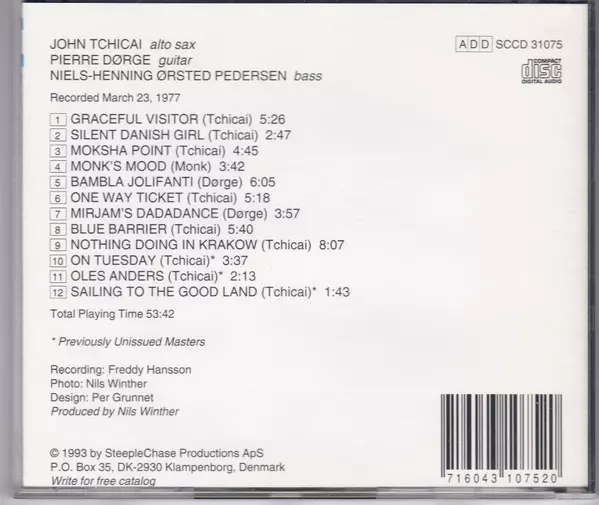 JOHN TCHICAI alto sax
PIERRE DØRGE guitar
NIELS-HENNING ØRSTED PEDERSEN bass
ADD SCCD 31075
COMPACT
disc
DIGITAL AUDIO
Recorded March 23, 1977
1 GRACEFUL VISITOR (Tchicai) 5:26
2 SILENT DANISH GIRL (Tchicai) 2:47
3 MOKSHA POINT (Tchicai) 4:45
4 MONK'S MOOD (Monk) 3:42
5 BAMBLA JOLIFANTI (Dørge) 6:05
6 ONE WAY TICKET (Tchicai) 5:18
7 MIRJAM'S DADADANCE (Dørge) 3:57
8 BLUE BARRIER (Tchicai) 5:40
9 NOTHING DOING IN KRAKOW (Tchicai) 8:07
10 ON TUESDAY (Tchicai)* 3:37
11 OLES ANDERS (Tchicai)* 2:13
12 SAILING TO THE GOOD LAND (Tchicai)* 1:43
Total Playing Time 53:42
* Previously Unissued Masters
Recording: Freddy Hansson
Photo: Nils Winther
Design: Per Grunnet
Produced by Nils Winther
© 1993 by SteepleChase Productions ApS
P.O. Box 35, DK-2930 Klampenborg, Denmark
Write for free catalog
716043 107520